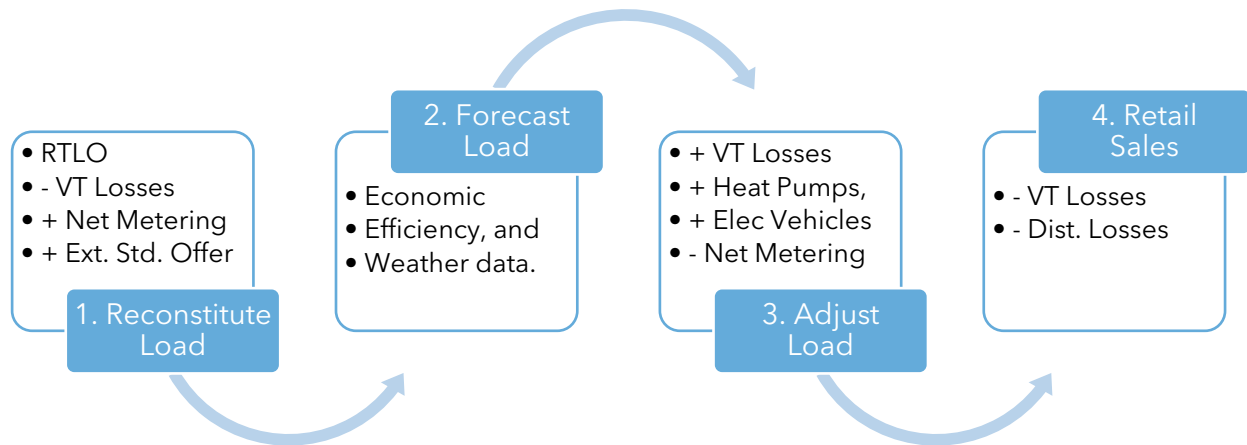 • RTLO
• - VT Losses
• + Net Metering
• + Ext. Std. Offer
1. Reconstitute
Load
2. Forecast
Load
• Economic
• Efficiency, and
• Weather data.
• + VT Losses
• + Heat Pumps,
• + Elec Vehicles
• - Net Metering
3. Adjust
Load
4. Retail
Sales
• - VT Losses
• - Dist. Losses